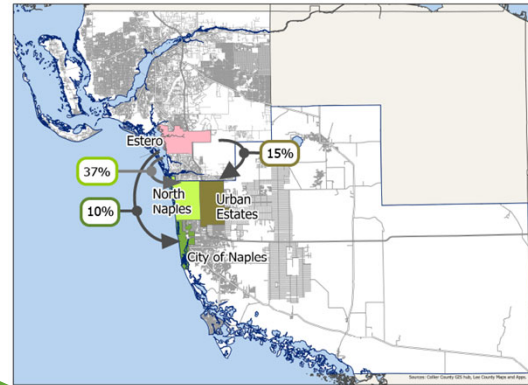 Estero
15%
37%
North
Naples
Urban
Estates
10%
City of Naples
Sources: Collier County GIS Hub, Lee County Maps and Apps